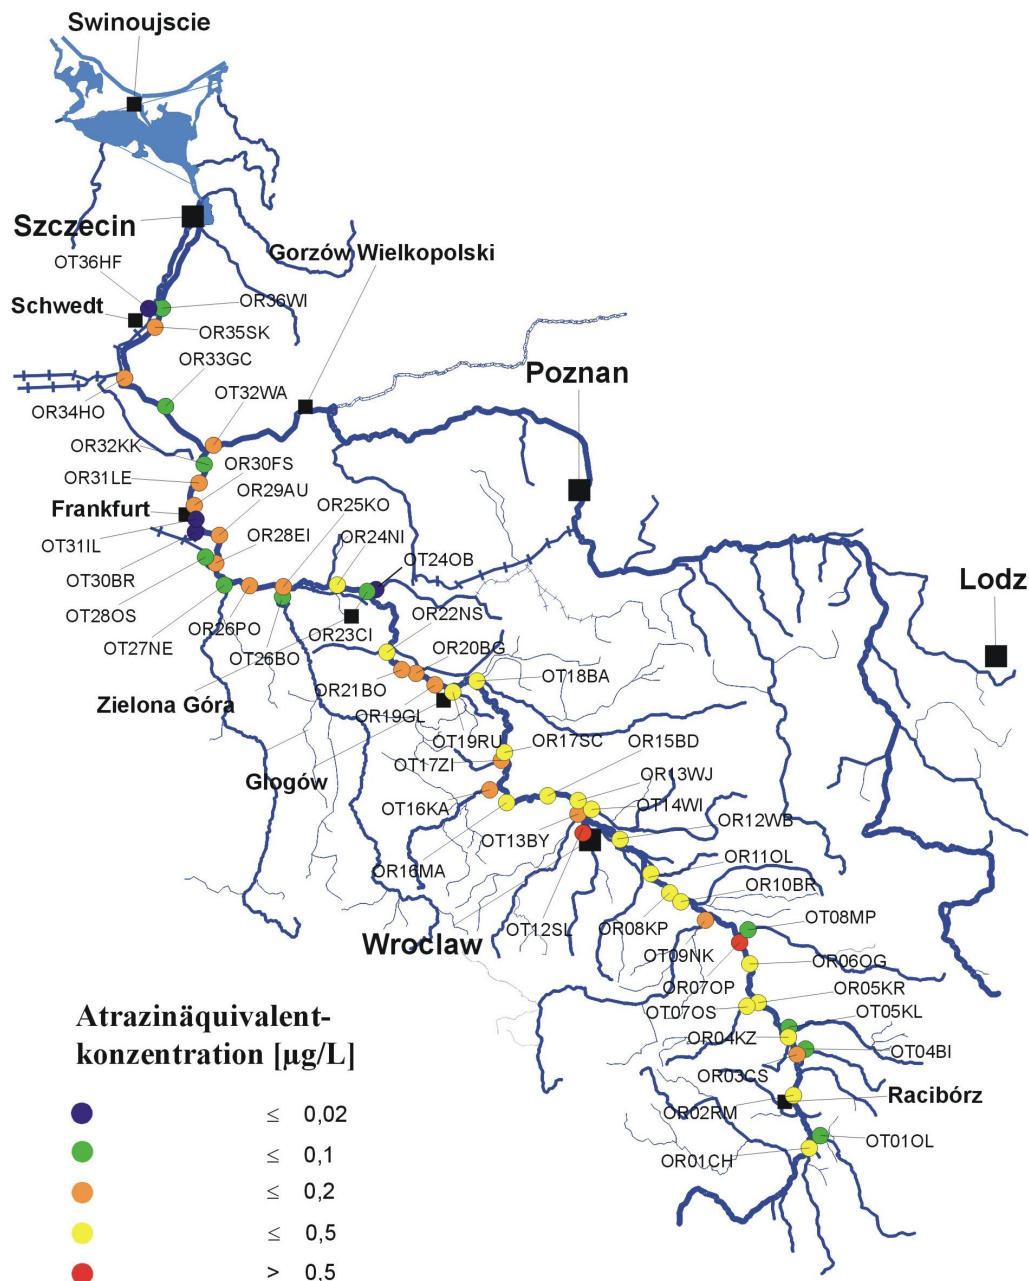 Swinoujscie
Szczecin
Gorzów Wielkopolski
OT36HF
Schwedt
OR36WI
OR35SK
OR33GC
Poznan
OT32WA
OR34HO
OR32KK
OR30FS
OR31LE
OR29AU
Frankfurt
OR25KO
OR28EI
OR24NI
OT31IL
OT24OB
Lodz
OT30BR
OR22NS
OT28OS
OR26PO
OR23CI
OT27NE
OT26BO
OR20BG
OT18BA
OR21BO
Zielona Góra
OR19GL
OT19RU
OR17SC
OR15BD
OT17ZI
OR13WJ
Glogów
OT16KA
OT14WI
OT13BY
OR12WB
OR16MA
OR11OL
OR10BR
OT12SL
OR08KP
OT08MP
Wroclaw
OT09NK
OR06OG
OR07OP
OR05KR
OT07OS
OT05KL
OR04KZ
OT04BI
OR03CS
Racibórz
OR02RM
OT01OL
OR01CH
Atrazinäquivalent-
konzentration [µg/L]
≤ 0,02
≤ 0,1
≤ 0,2
≤ 0,5
> 0,5